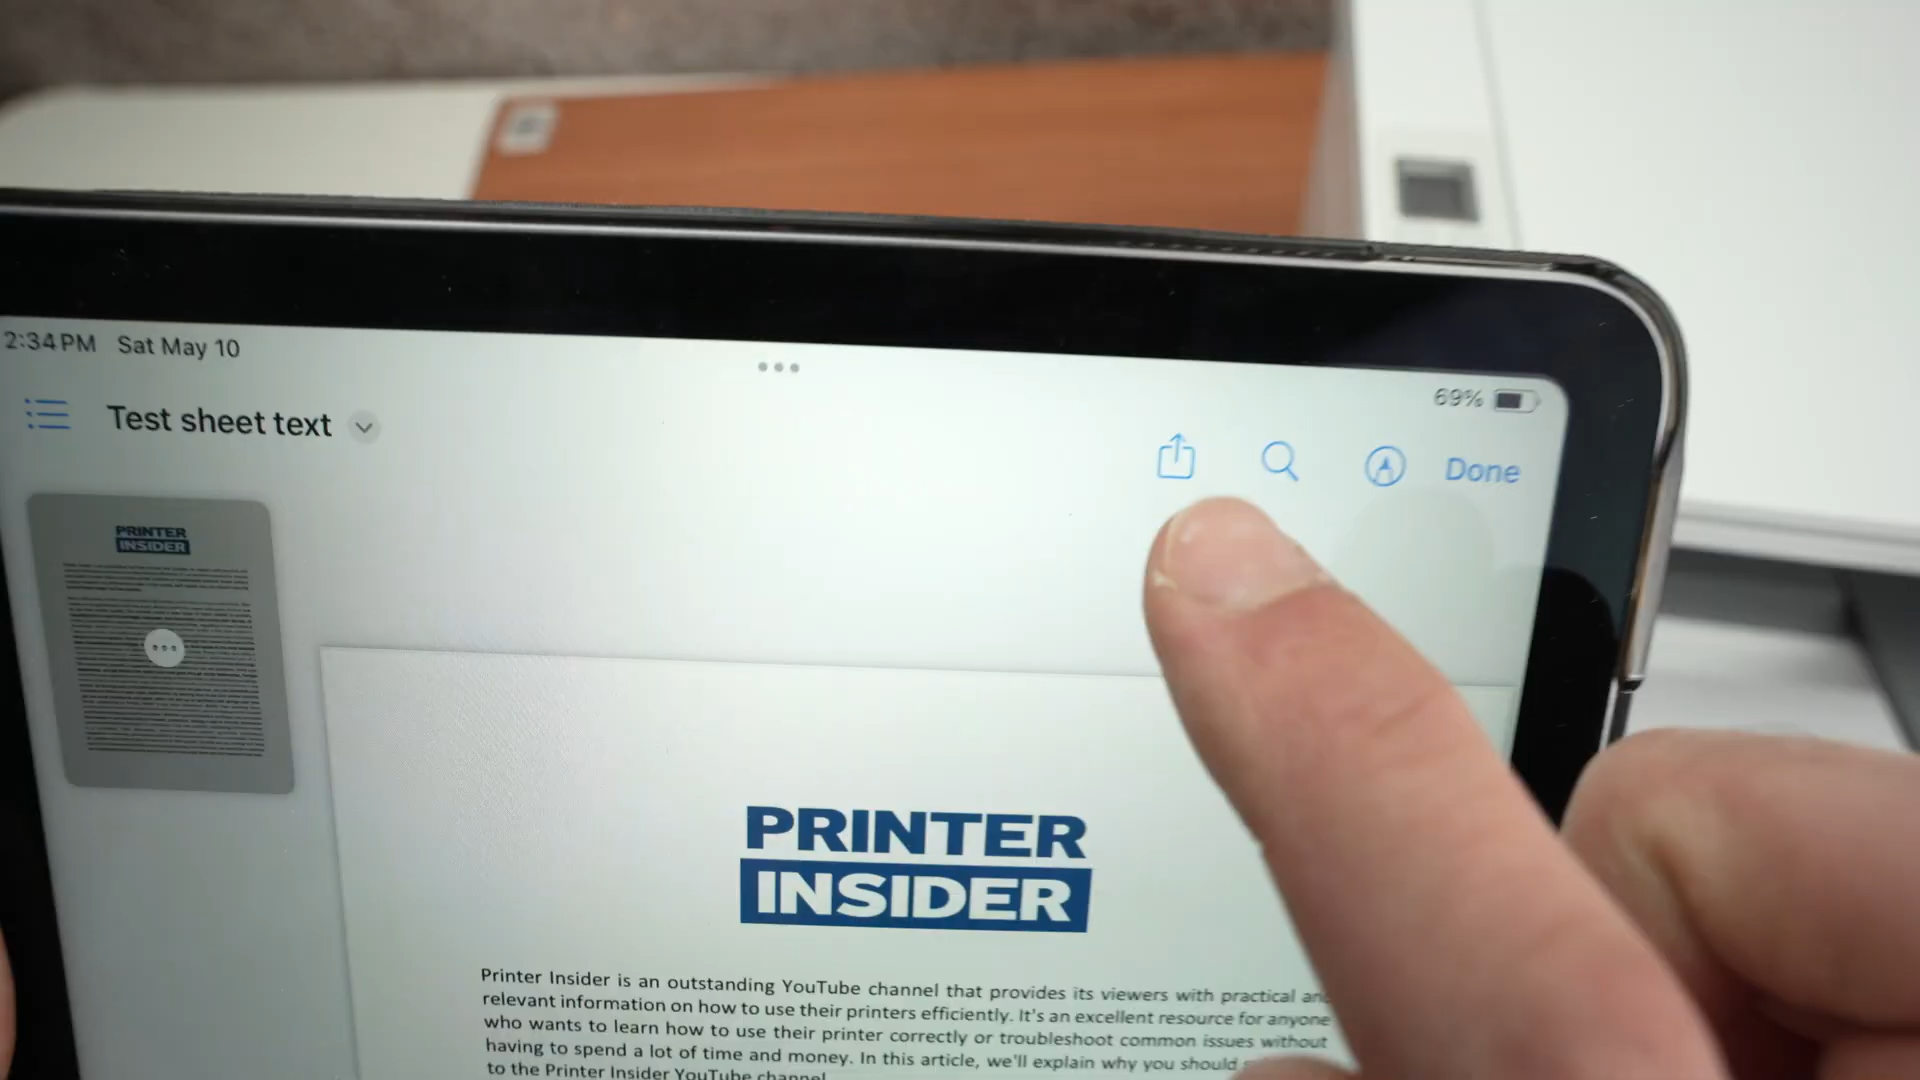 2:34 PM Sat May 10
69%
Test sheet text
Done
PRINTER
INSIDER
PRINTER
INSIDER
Printer Insider is an outstanding YouTube channel that provides its viewers with practical and
relevant information on how to use their printers efficiently. It's an excellent resource for anyone
who wants to learn how to use their printer correctly or troubleshoot common issues without
having to spend a lot of time and money. In this article, we'll explain why you should
to the Printer Insider YouTube channel